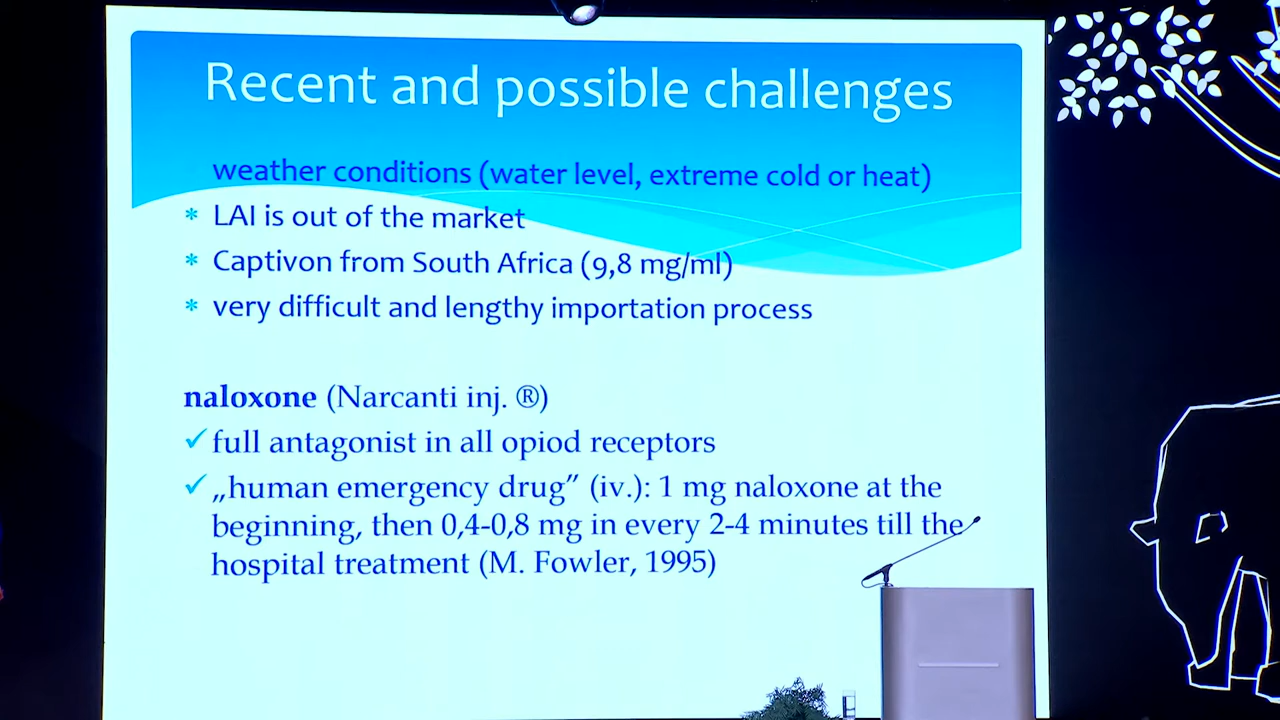 Recent and possible challenges
weather conditions (water level, extreme cold or heat)
* LAI is out of the market
* Captivon from South Africa (9,8 mg/ml)
* very difficult and lengthy importation process
naloxone (Narcanti inj. ®)
✓ full antagonist in all opiod receptors
✓ „human emergency drug” (iv.): 1 mg naloxone at the
beginning, then 0,4-0,8 mg in every 2-4 minutes till the
hospital treatment (M. Fowler, 1995)